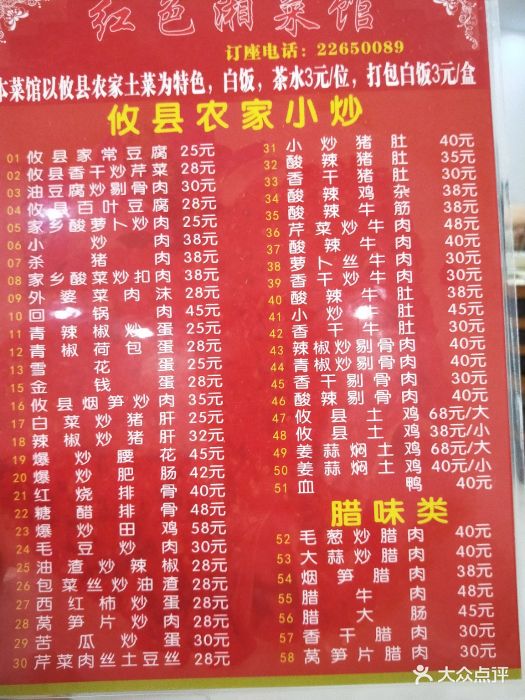 红色湘菜馆
订座电话：22650089
本菜馆以攸县农家土菜为特色，白饭，茶水3元/位，打包白饭3元/盒
攸县农家小炒
01 攸县家常豆腐 25元
02 攸县香干炒芹菜 28元
03 油豆腐炒剔骨肉 30元
04 攸县百叶豆腐 28元
05 家乡酸萝卜炒肉 25元
06 小炒肉 38元
07 杀猪肉 38元
08 家乡酸菜炒扣肉 38元
09 外婆菜肉沫 28元
10 回锅肉 45元
11 青辣椒炒蛋 25元
12 青椒荷包蛋 28元
13 雪花蛋 28元
15 金钱蛋 28元
16 攸县烟笋炒肉 35元
17 白菜炒猪肝 25元
18 辣椒炒猪肝 32元
19 爆炒腰花 45元
20 爆炒肥肠 42元
21 红烧排骨 40元
22 糖醋排骨 48元
23 爆炒田鸡 58元
24 毛豆炒肉 30元
25 油渣炒辣椒 28元
26 包菜丝炒油渣 28元
27 西红柿炒蛋 28元
28 莴笋片炒肉 28元
29 苦瓜炒蛋 30元
30 芹菜肉丝土豆丝 28元
31 小炒猪肚 40元
32 酸辣猪肚 35元
33 香干猪肚 30元
34 酸辣鸡杂 38元
35 酸辣牛筋 38元
36 芹菜炒牛肉 48元
37 酸辣牛肉 40元
38 萝卜丝牛肉 30元
39 香干炒牛肉 30元
40 酸辣牛肚 38元
41 小炒牛肚 45元
42 香干牛肚 30元
43 辣椒炒剔骨肉 40元
44 青椒炒剔骨肉 40元
45 香干剔骨肉 30元
46 酸辣剔骨肉 40元
47 攸县土鸡 68元/大
48 攸县土鸡 38元/小
49 姜蒜焖土鸡 68元/大
50 姜蒜焖土鸡 40元/小
51 血鸭 40元
腊味类
52 毛葱炒腊肉 40元
53 大蒜炒腊肉 40元
54 烟笋腊肉 38元
55 腊牛肉 48元
56 腊大肠 45元
57 香干腊肉 30元
58 莴笋片腊肉 30元
大众点评